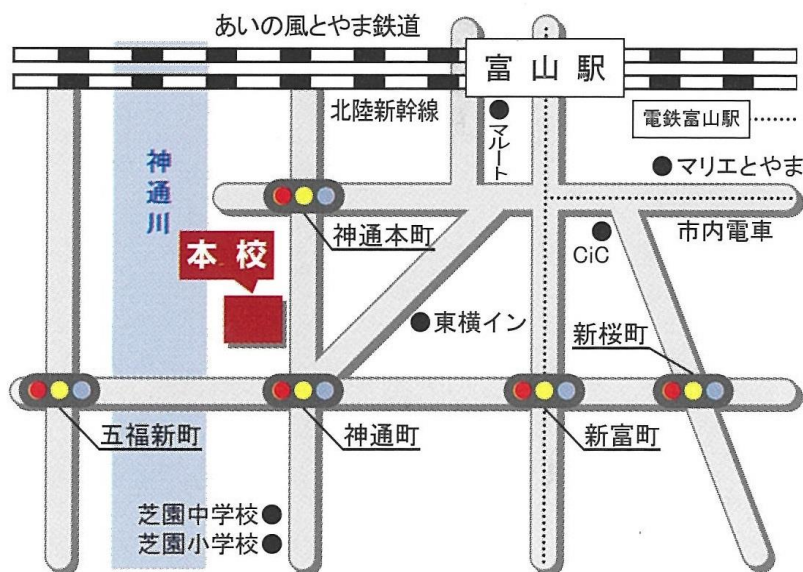 あいの風とやま鉄道
富山駅
北陸新幹線
マルート
電鉄富山駅
マリエとやま
神通川
神通本町
市内電車
CiC
本校
東横イン
新桜町
五福新町
神通町
新富町
芝園中学校
芝園小学校